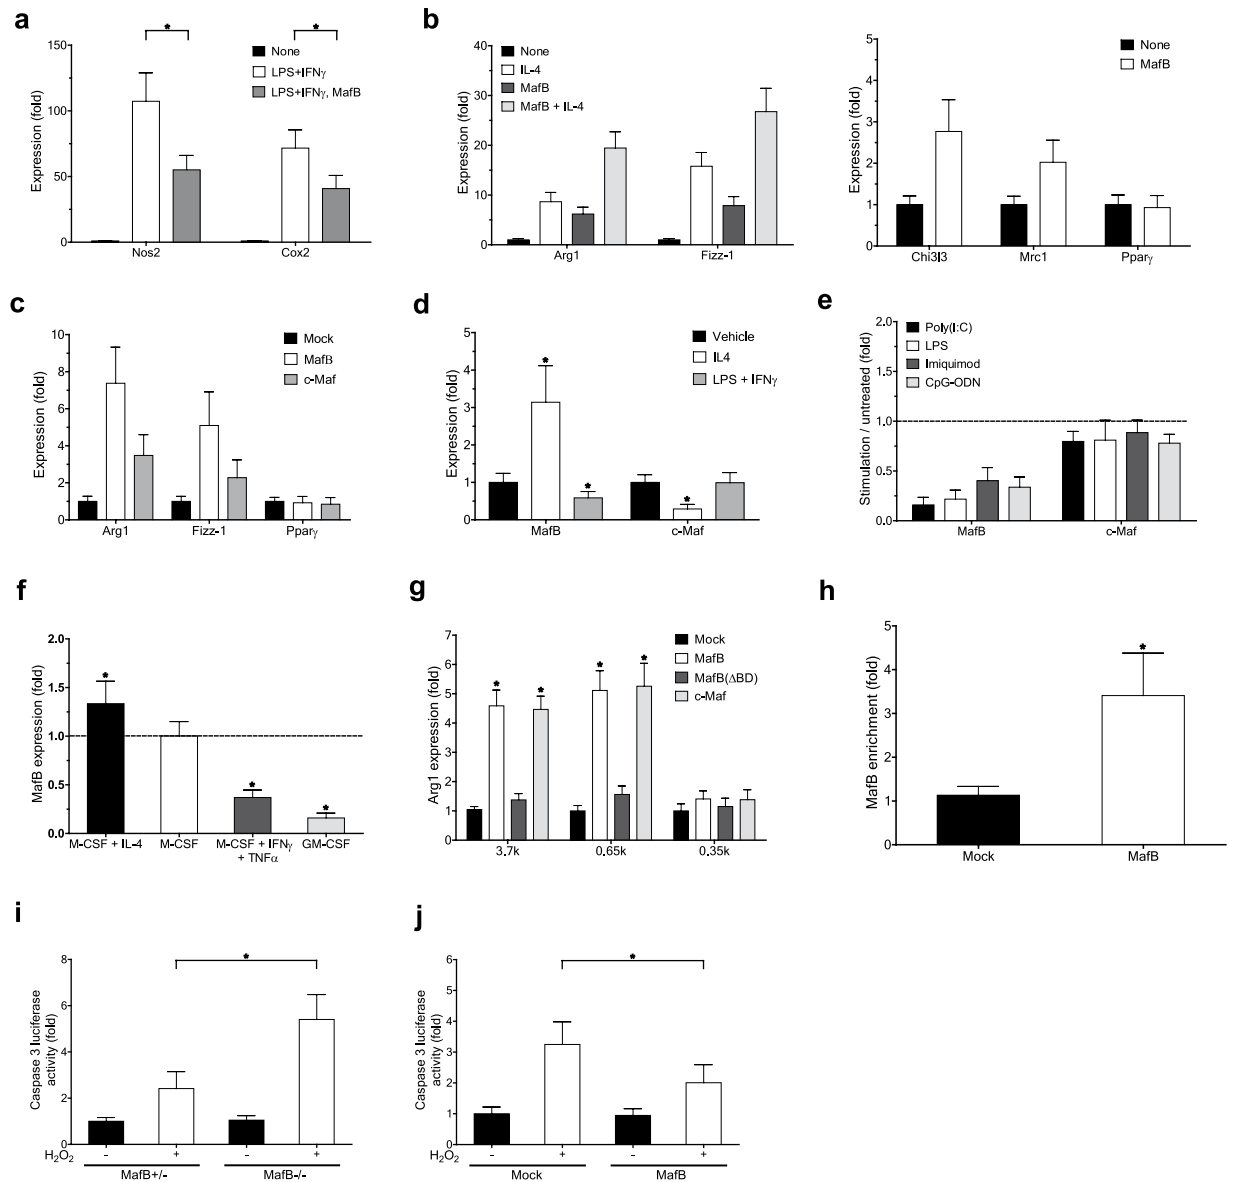 a
Expression (fold)
150
100
50
0
* *
None
LPS+IFNγ
LPS+IFNγ, MafB
Nos2 Cox2
b
Expression (fold)
40
30
20
10
0
None
IL-4
MafB
MafB + IL-4
Arg1 Fizz-1
Expression (fold)
5
4
3
2
1
0
None
MafB
Chi3l3 Mrc1 Pparγ
c
Expression (fold)
10
8
6
4
2
0
Mock
MafB
c-Maf
Arg1 Fizz-1 Pparγ
d
Expression (fold)
5
4
3
2
1
0
* * *
Vehicle
IL4
LPS + IFNγ
MafB c-Maf
e
Stimulation / untreated (fold)
2.0
1.5
1.0
0.5
0.0
Poly(I:C)
LPS
Imiquimod
CpG-ODN
MafB c-Maf
f
MafB expression (fold)
2.0
1.5
1.0
0.5
0.0
* * *
M-CSF + IL-4 M-CSF M-CSF + IFNγ GM-CSF
+ TNFα
g
Arg1 expression (fold)
7
6
5
4
3
2
1
0
* * * *
Mock
MafB
MafB(ΔBD)
c-Maf
3.7k 0.65k 0.35k
h
MafB enrichment (fold)
5
4
3
2
1
0
*
Mock MafB
i
Caspase 3 luciferase
activity (fold)
8
6
4
2
0
*
H₂O₂ - + - +
MafB+/- MafB-/-
j
Caspase 3 luciferase
activity (fold)
6
5
4
3
2
1
0
*
H₂O₂ - + - +
Mock MafB